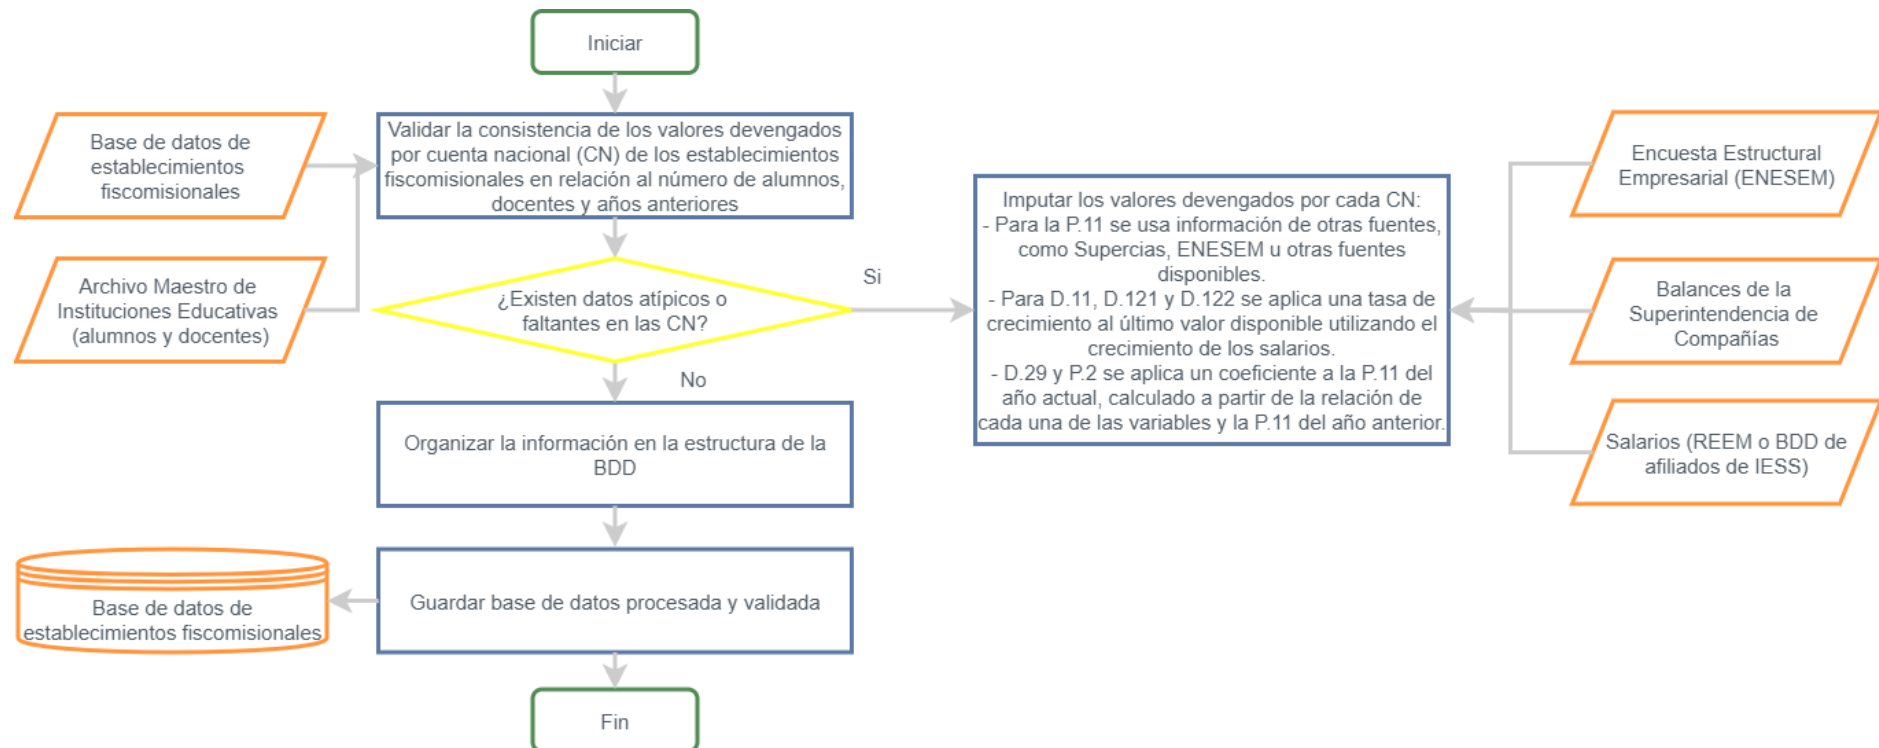 Iniciar
Base de datos de
establecimientos
fiscomisionales
Archivo Maestro de
Instituciones Educativas
(alumnos y docentes)
Validar la consistencia de los valores devengados
por cuenta nacional (CN) de los establecimientos
fiscomisionales en relación al número de alumnos,
docentes y años anteriores
¿Existen datos atípicos o
faltantes en las CN?
Si
No
Imputar los valores devengados por cada CN:
- Para la P.11 se usa información de otras fuentes,
como Supercias, ENESEM u otras fuentes
disponibles.
- Para D.11, D.121 y D.122 se aplica una tasa de
crecimiento al último valor disponible utilizando el
crecimiento de los salarios.
- D.29 y P.2 se aplica un coeficiente a la P.11 del
año actual, calculado a partir de la relación de
cada una de las variables y la P.11 del año anterior.
Encuesta Estructural
Empresarial (ENESEM)
Balances de la
Superintendencia de
Compañías
Salarios (REEM o BDD de
afiliados de IESS)
Organizar la información en la estructura de la
BDD
Guardar base de datos procesada y validada
Base de datos de
establecimientos fiscomisionales
Fin